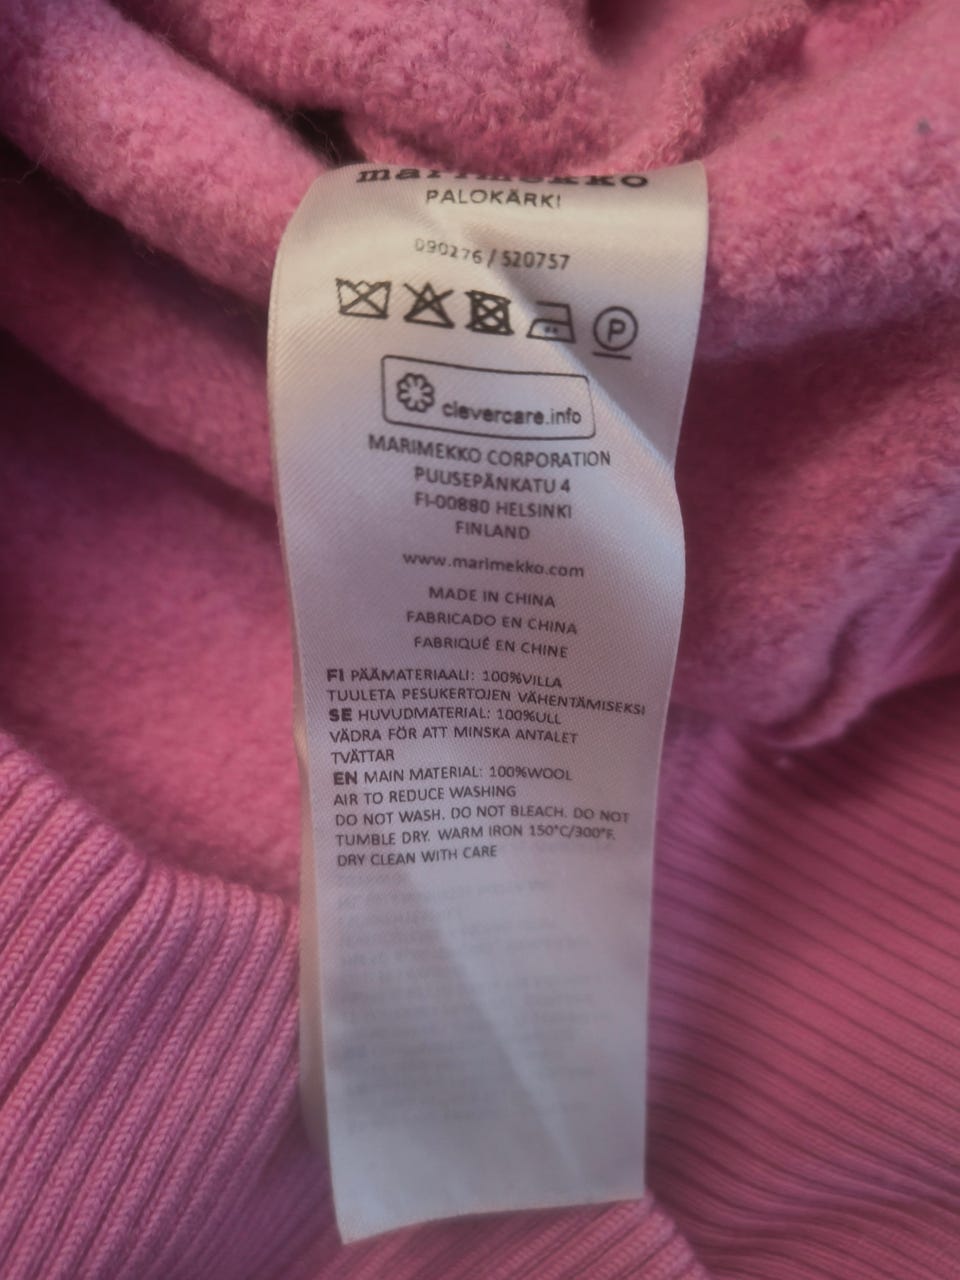 marimekko
PALOKÄRKI
090276 / 520757
P
clevercare.info
MARIMEKKO CORPORATION
PUUSEPÄNKATU 4
FI-00880 HELSINKI
FINLAND
www.marimekko.com
MADE IN CHINA
FABRICADO EN CHINA
FABRIQUÉ EN CHINE
FI PÄÄMATERIAALI: 100%VILLA
TUULETA PESUKERTOJEN VÄHENTÄMISEKSI
SE HUVUDMATERIAL: 100%ULL
VÄDRA FÖR ATT MINSKA ANTALET
TVÄTTAR
EN MAIN MATERIAL: 100%WOOL
AIR TO REDUCE WASHING
DO NOT WASH. DO NOT BLEACH. DO NOT
TUMBLE DRY. WARM IRON 150°C/300°F.
DRY CLEAN WITH CARE